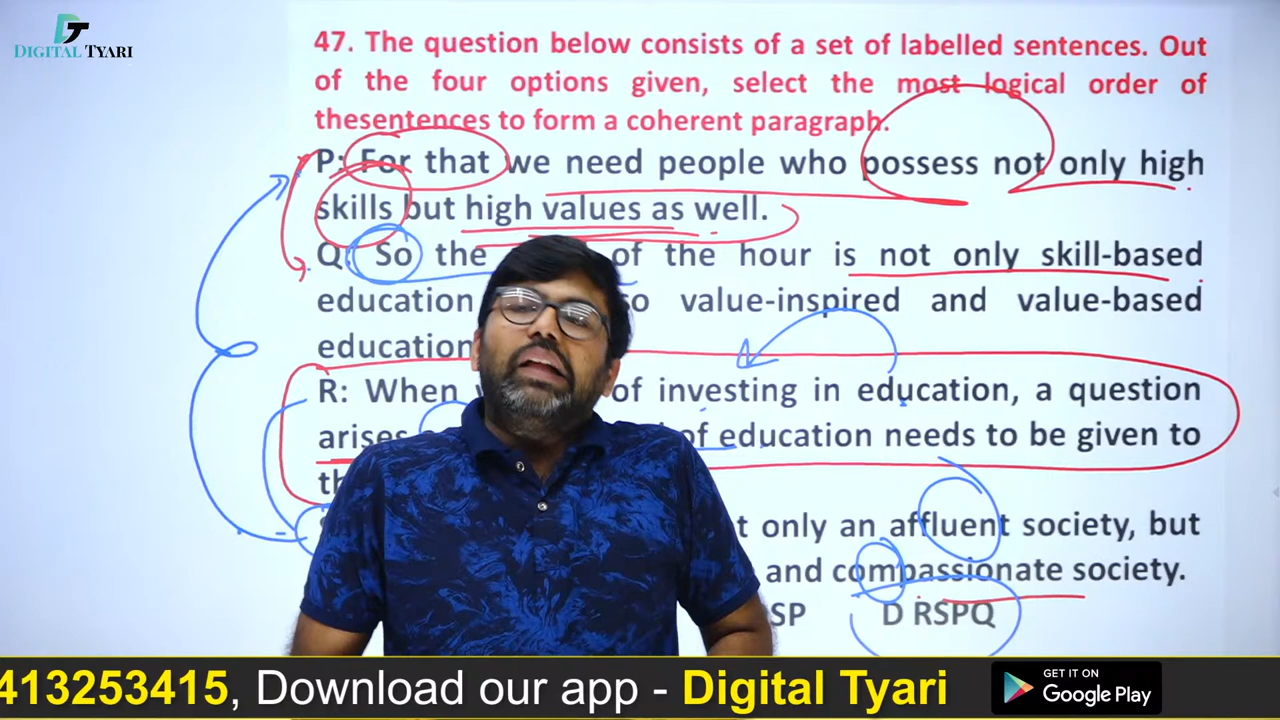 DIGITAL TYARI
47. The question below consists of a set of labelled sentences. Out
of the four options given, select the most logical order of
thesentences to form a coherent paragraph.
P: For that we need people who possess not only high
skills but high values as well.
Q So the of the hour is not only skill-based
education so value-inspired and value-based
education
R: When of investing in education, a question
arises of education needs to be given to
t only an affluent society, but
and compassionate society.
SP D RSPQ
413253415, Download our app - Digital Tyari
GET IT ON
Google Play